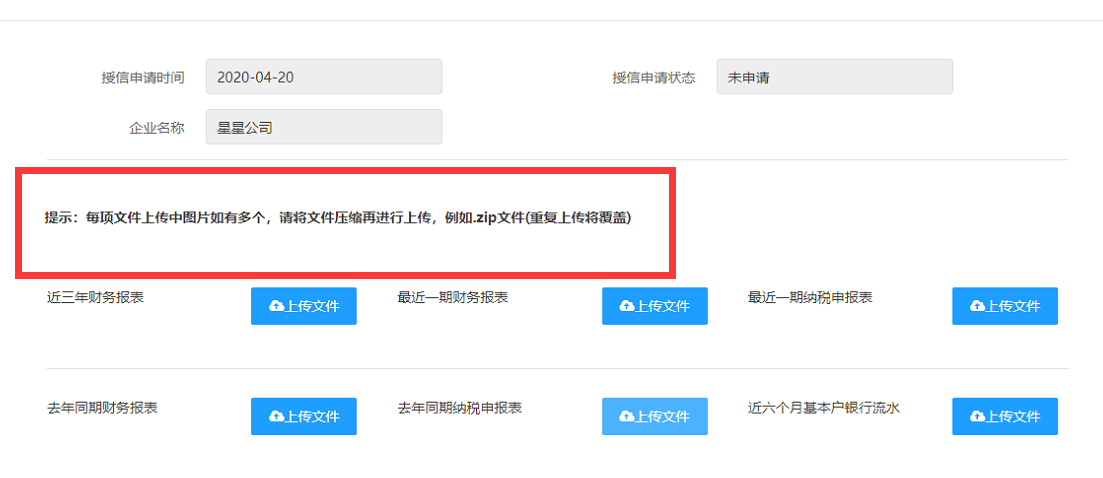 授信申请时间 2020-04-20 授信申请状态 未申请
企业名称 星星公司
提示：每项文件上传中图片如有多个，请将文件压缩再进行上传，例如.zip文件(重复上传将覆盖)
近三年财务报表 上传文件 最近一期财务报表 上传文件 最近一期纳税申报表 上传文件
去年同期财务报表 上传文件 去年同期纳税申报表 上传文件 近六个月基本户银行流水 上传文件